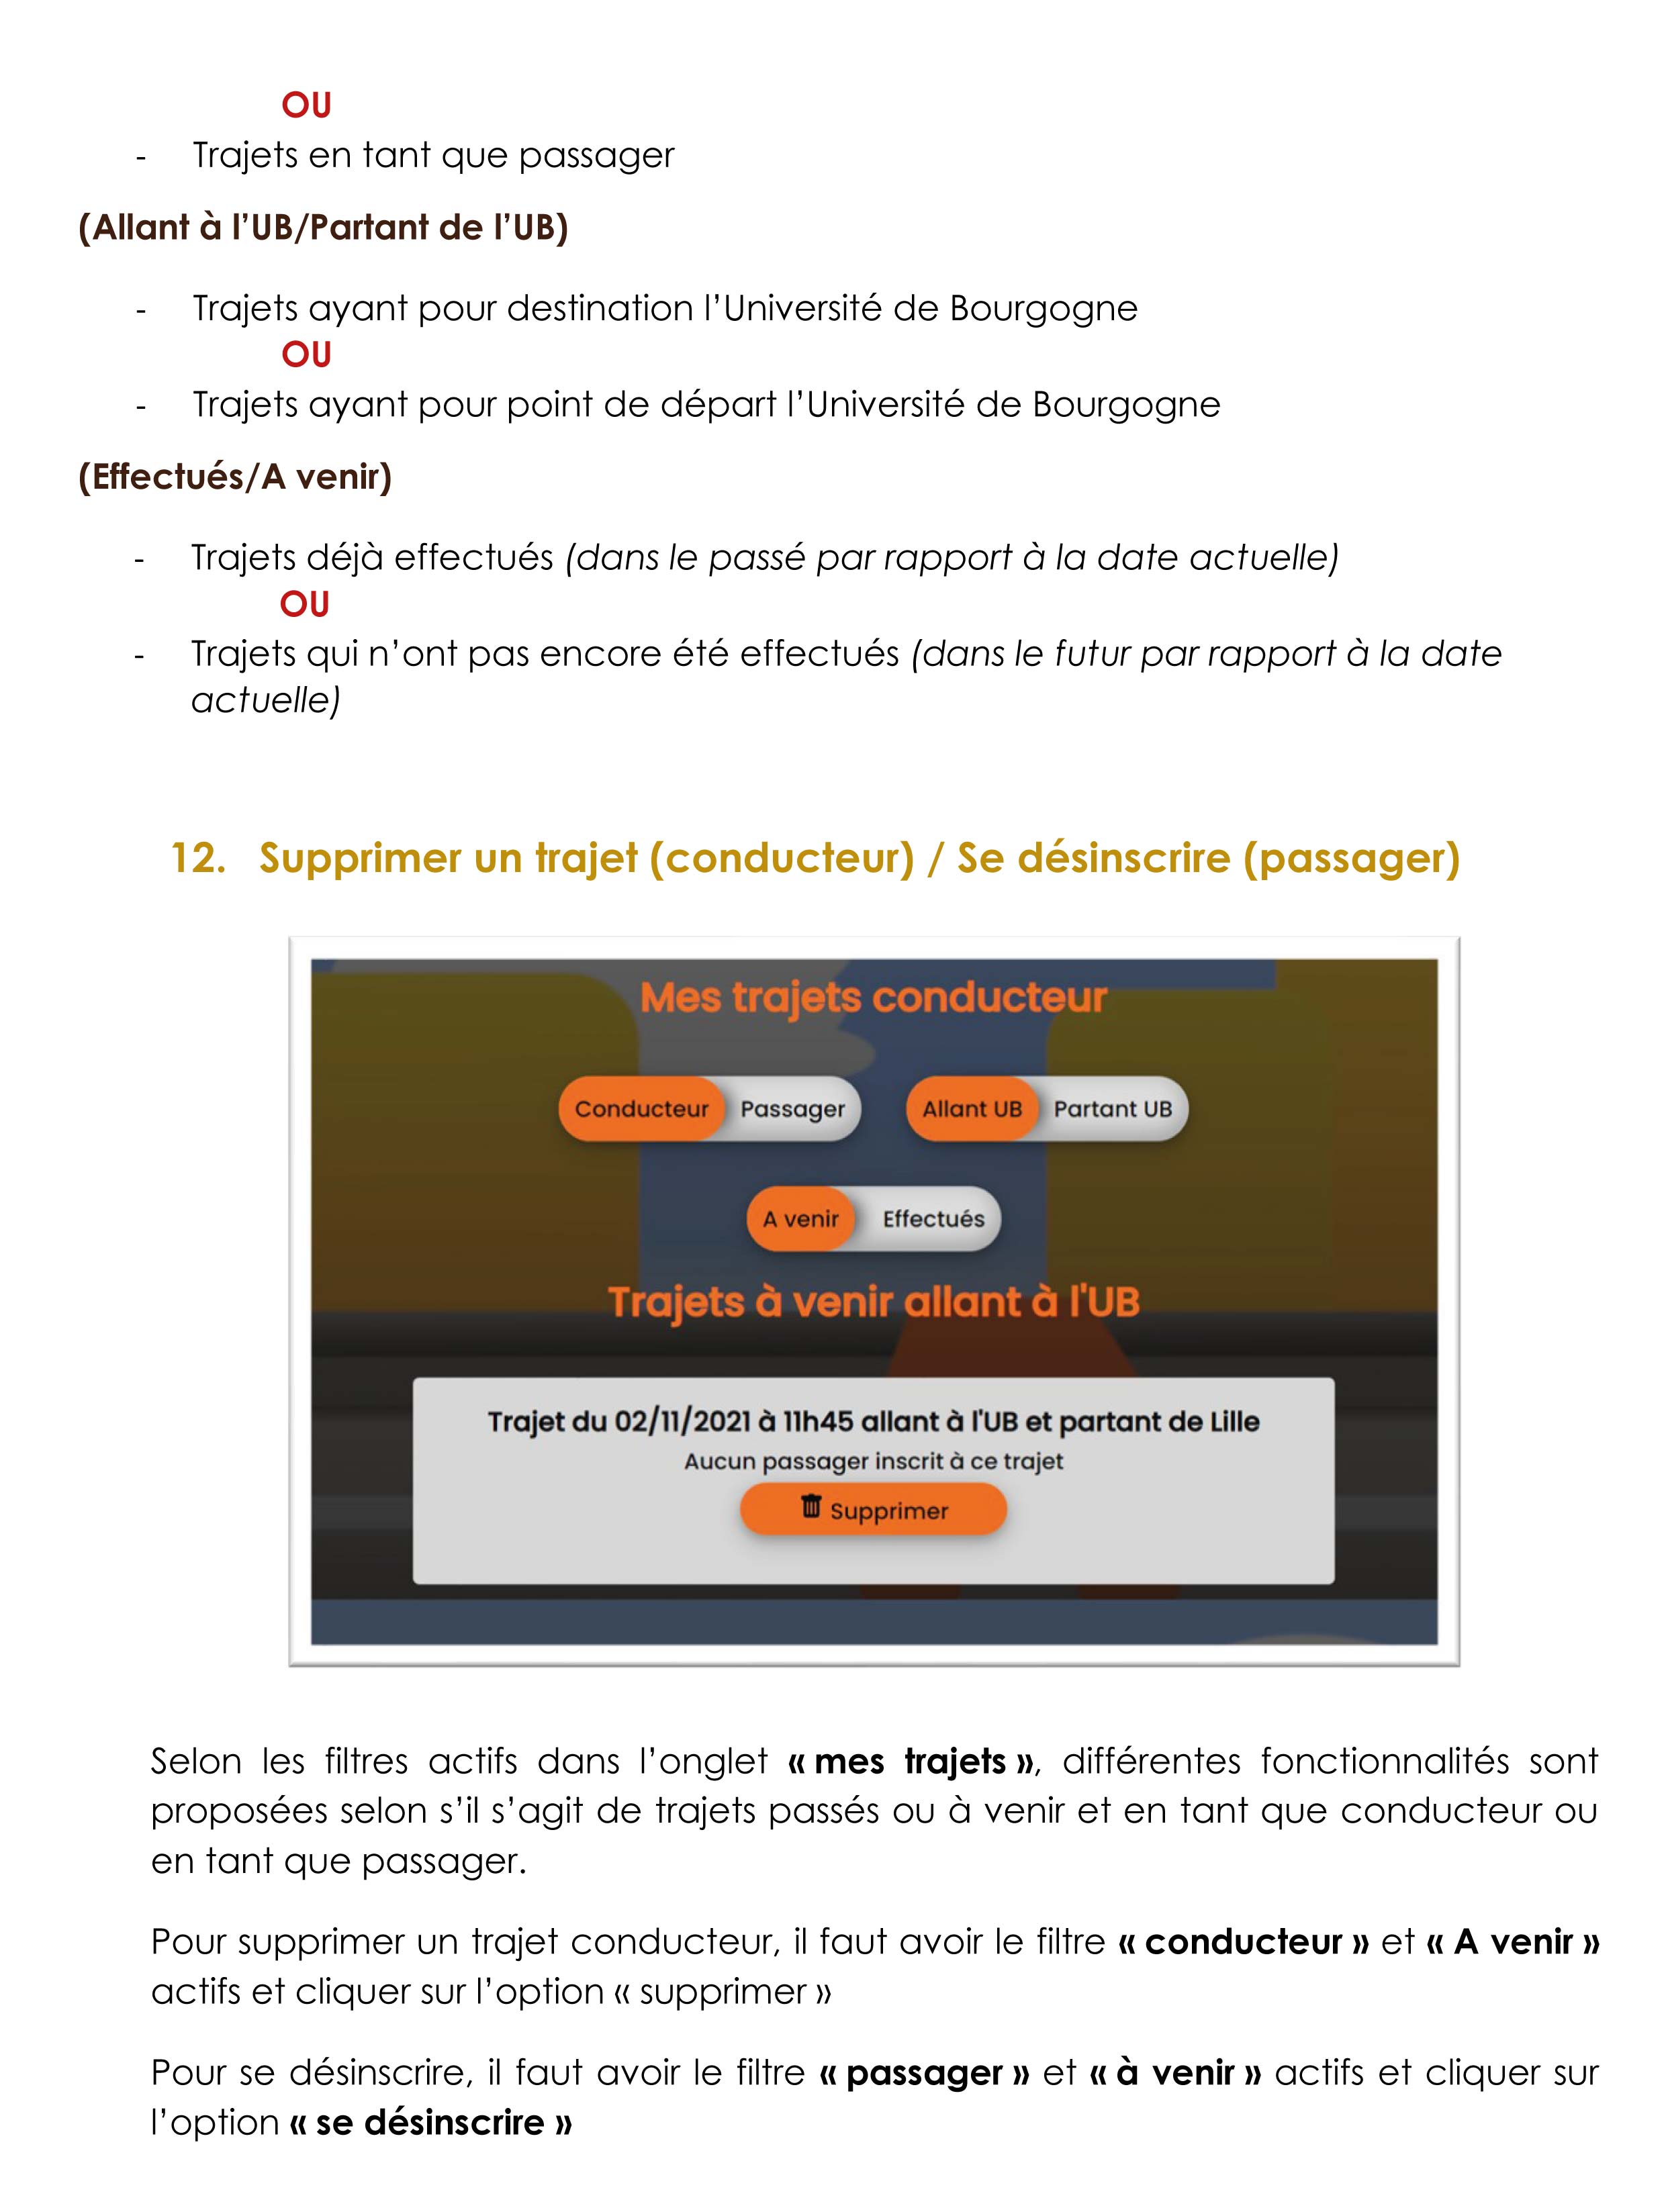 OU
- Trajets en tant que passager
(Allant à l’UB/Partant de l’UB)
- Trajets ayant pour destination l’Université de Bourgogne
OU
- Trajets ayant pour point de départ l’Université de Bourgogne
(Effectués/A venir)
- Trajets déjà effectués (dans le passé par rapport à la date actuelle)
OU
- Trajets qui n’ont pas encore été effectués (dans le futur par rapport à la date
actuelle)
12. Supprimer un trajet (conducteur) / Se désinscrire (passager)
Mes trajets conducteur
Conducteur Passager Allant UB Partant UB
A venir Effectués
Trajets à venir allant à l'UB
Trajet du 02/11/2021 à 11h45 allant à l'UB et partant de Lille
Aucun passager inscrit à ce trajet
Supprimer
Selon les filtres actifs dans l’onglet « mes trajets », différentes fonctionnalités sont
proposées selon s’il s’agit de trajets passés ou à venir et en tant que conducteur ou
en tant que passager.
Pour supprimer un trajet conducteur, il faut avoir le filtre « conducteur » et « A venir »
actifs et cliquer sur l’option « supprimer »
Pour se désinscrire, il faut avoir le filtre « passager » et « à venir » actifs et cliquer sur
l’option « se désinscrire »